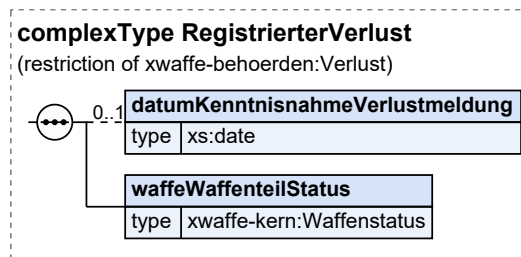 complexType RegistrierterVerlust
(restriction of xwaffe-behoerden:Verlust)
0..1
datumKenntnisnahmeVerlustmeldung
type xs:date
waffeWaffenteilStatus
type xwaffe-kern:Waffenstatus